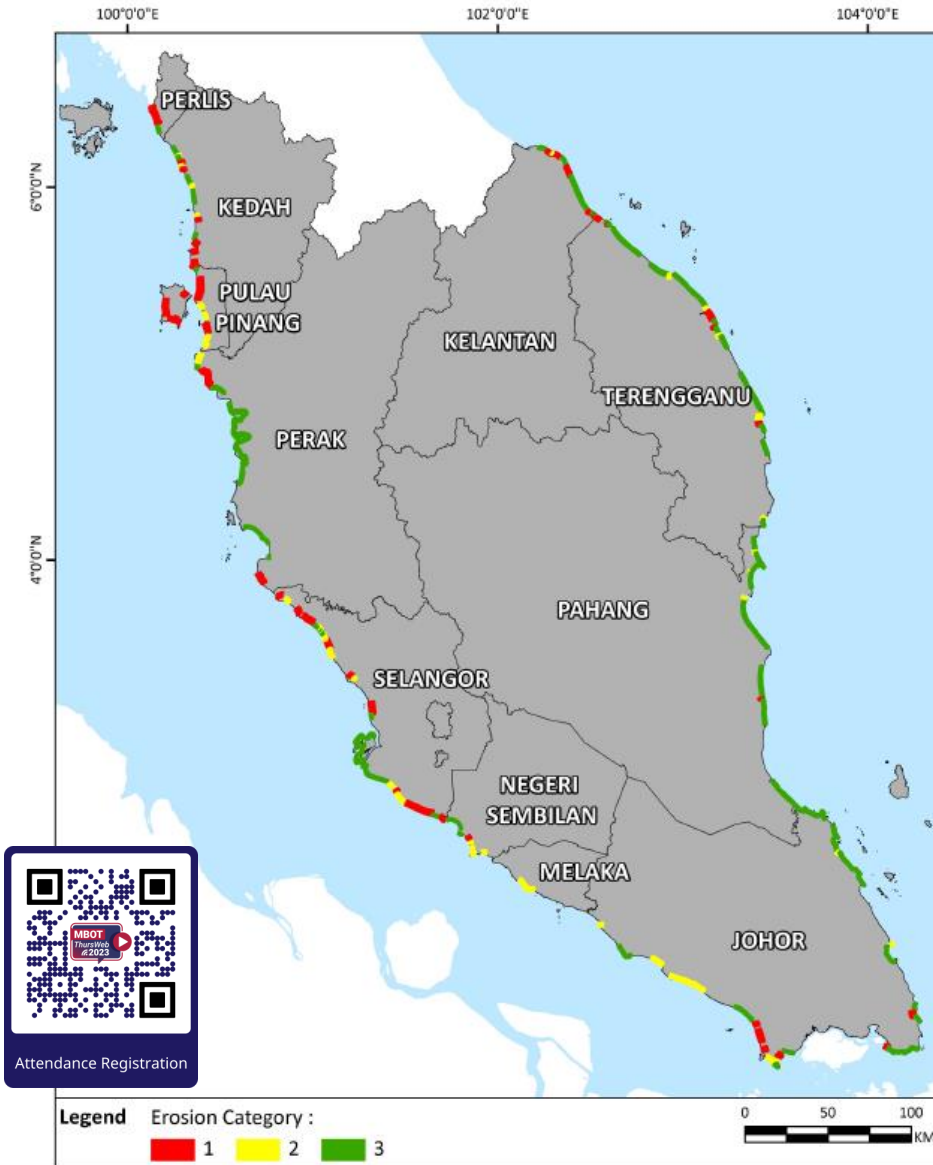 100°0'0"E
102°0'0"E
104°0'0"E
PERLIS
6°0'0"N
KEDAH
PULAU
PINANG
KELANTAN
TERENGGANU
PERAK
4°0'0"N
PAHANG
SELANGOR
NEGERI
SEMBILAN
MELAKA
JOHOR
MBOT
ThursWeb
2023
Attendance Registration
Legend
Erosion Category :
1
2
3
0
50
100
KM